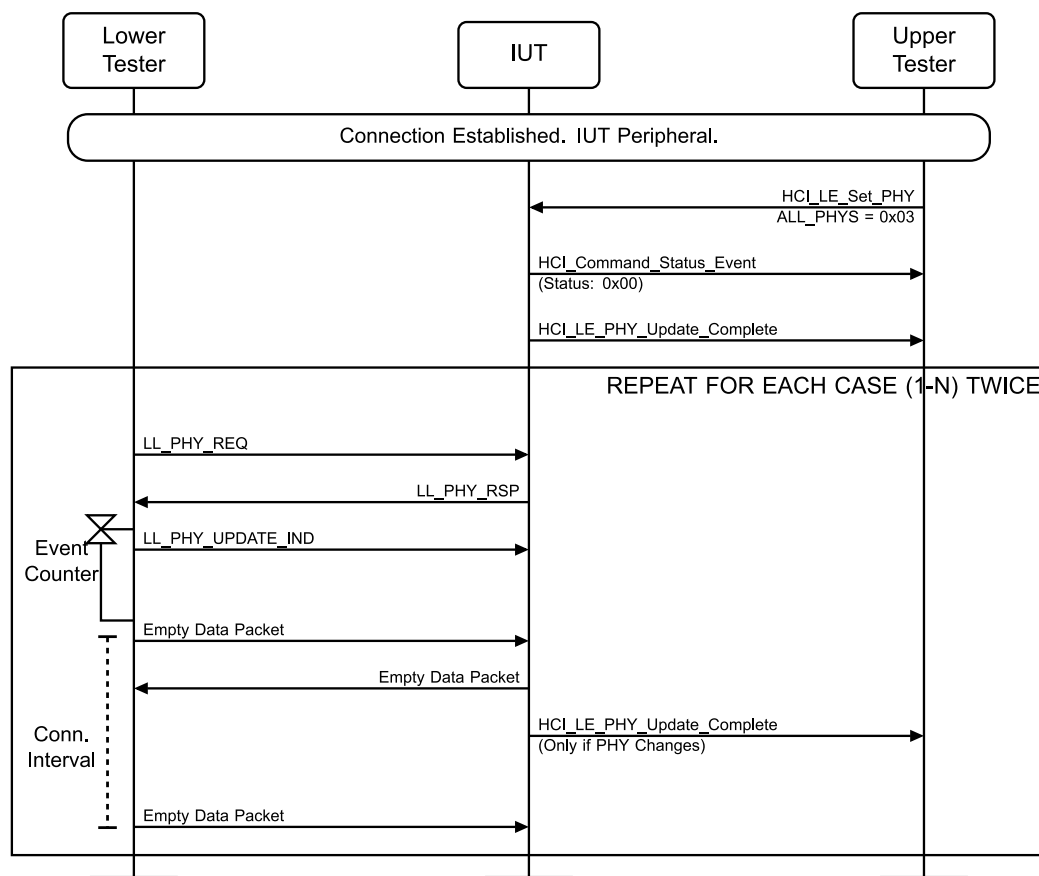 Lower
Tester
IUT
Upper
Tester
Connection Established. IUT Peripheral.
HCI_LE_Set_PHY
ALL_PHYS = 0x03
HCI_Command_Status_Event
(Status: 0x00)
HCI_LE_PHY_Update_Complete
REPEAT FOR EACH CASE (1-N) TWICE
LL_PHY_REQ
LL_PHY_RSP
LL_PHY_UPDATE_IND
Event
Counter
Empty Data Packet
Empty Data Packet
HCI_LE_PHY_Update_Complete
(Only if PHY Changes)
Conn.
Interval
Empty Data Packet